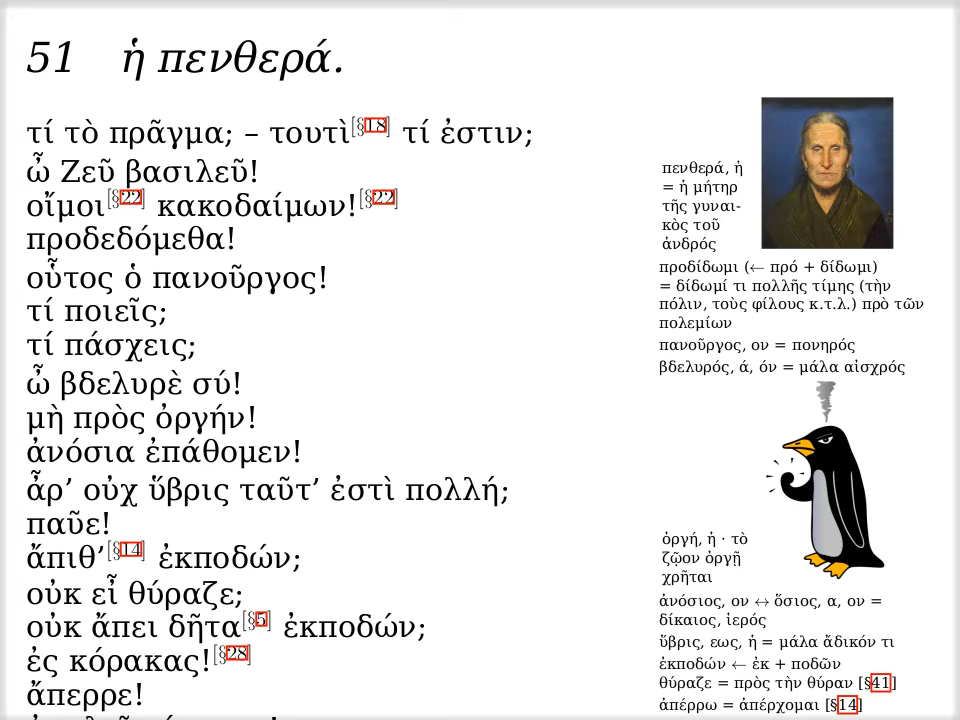 51 ἡ πενθερά.
τί τὸ πρᾶγμα; – τουτὶ[§18] τί ἐστιν;
ὦ Ζεῦ βασιλεῦ!
οἴμοι[§22] κακοδαίμων![§22]
προδεδόμεθα!
οὗτος ὁ πανοῦργος!
τί ποιεῖς;
τί πάσχεις;
ὦ βδελυρὲ σύ!
μὴ πρὸς ὀργήν!
ἀνόσια ἐπάθομεν!
ἆρ’ οὐχ ὕβρις ταῦτ’ ἐστὶ πολλή;
παῦε!
ἄπιθ’[§14] ἐκποδών;
οὐκ εἶ θύραζε;
οὐκ ἄπει δῆτα[§5] ἐκποδών;
ἐς κόρακας![§28]
ἄπερρε!
πενθερά, ἡ
= ἡ μήτηρ
τῆς γυναι-
κὸς τοῦ
ἀνδρός
προδίδωμι (← πρό + δίδωμι)
= δίδωμί τι πολλῆς τίμης (τὴν
πόλιν, τοὺς φίλους κ.τ.λ.) πρὸ τῶν
πολεμίων
πανοῦργος, ον = πονηρός
βδελυρός, ά, όν = μάλα αἰσχρός
ὀργή, ἡ · τὸ
ζῷον ὀργῇ
χρῆται
ἀνόσιος, ον ↔ ὅσιος, α, ον =
δίκαιος, ἱερός
ὕβρις, εως, ἡ = μάλα ἄδικόν τι
ἐκποδών ← ἐκ + ποδῶν
θύραζε = πρὸς τὴν θύραν [§41]
ἀπέρρω = ἀπέρχομαι [§14]